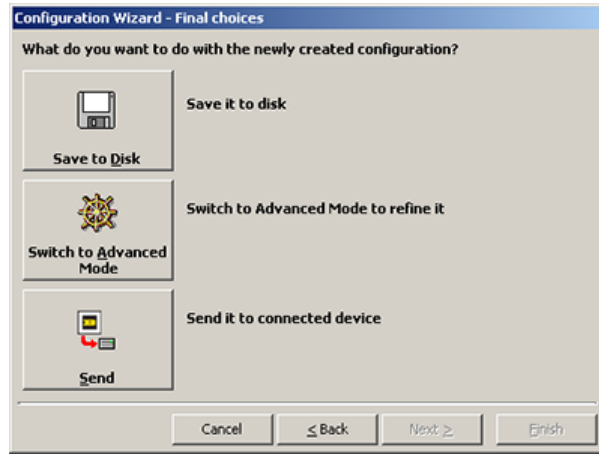 Configuration Wizard - Final choices
What do you want to do with the newly created configuration?
Save it to disk
Save to Disk
Switch to Advanced Mode to refine it
Switch to Advanced
Mode
Send it to connected device
Send
Cancel
< Back
Next >
Finish